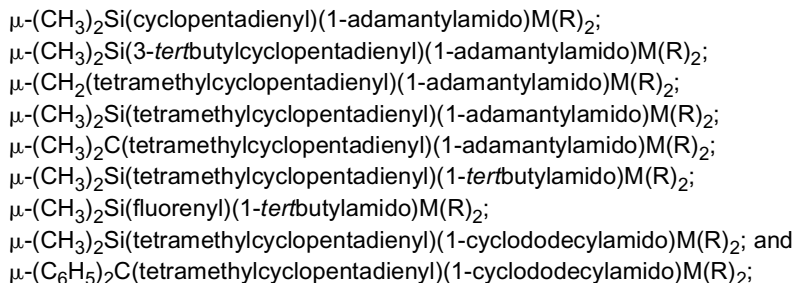 μ-(CH₃)₂Si(cyclopentadienyl)(1-adamantylamido)M(R)₂;
μ-(CH₃)₂Si(3-tertbutylcyclopentadienyl)(1-adamantylamido)M(R)₂;
μ-(CH₂(tetramethylcyclopentadienyl)(1-adamantylamido)M(R)₂;
μ-(CH₃)₂Si(tetramethylcyclopentadienyl)(1-adamantylamido)M(R)₂;
μ-(CH₃)₂C(tetramethylcyclopentadienyl)(1-adamantylamido)M(R)₂;
μ-(CH₃)₂Si(tetramethylcyclopentadienyl)(1-tertbutylamido)M(R)₂;
μ-(CH₃)₂Si(fluorenyl)(1-tertbutylamido)M(R)₂;
μ-(CH₃)₂Si(tetramethylcyclopentadienyl)(1-cyclododecylamido)M(R)₂; and
μ-(C₆H₅)₂C(tetramethylcyclopentadienyl)(1-cyclododecylamido)M(R)₂;